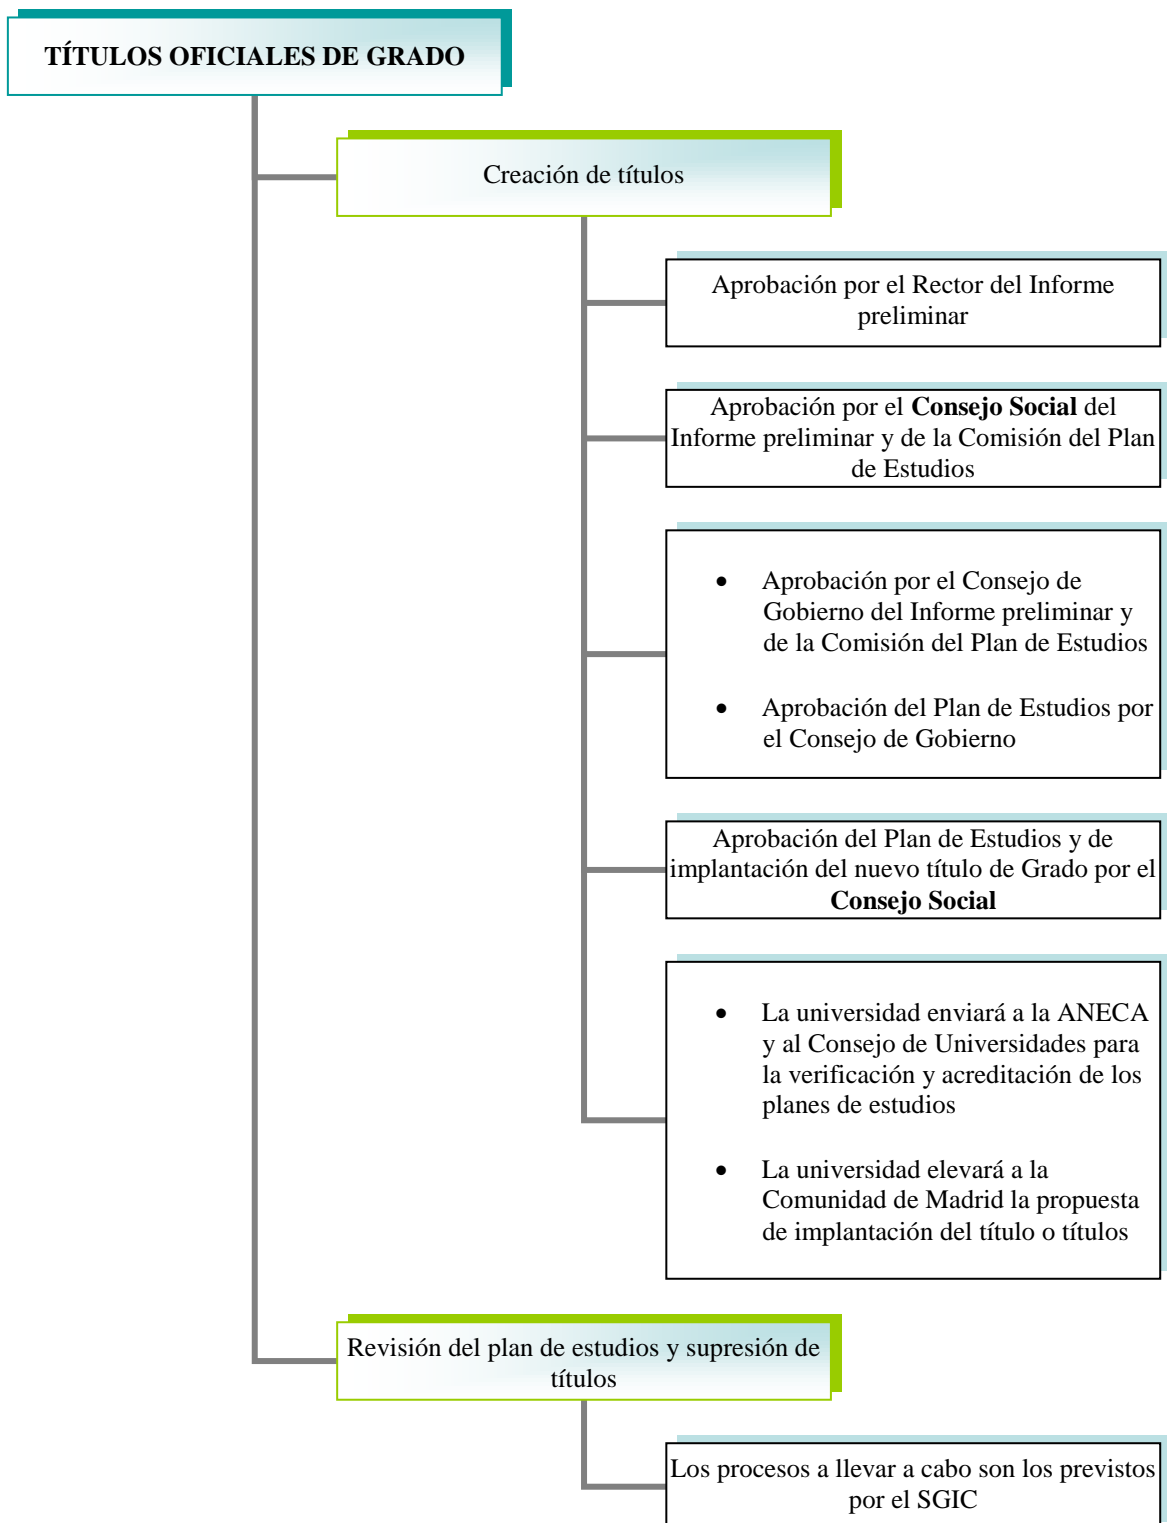 TÍTULOS OFICIALES DE GRADO
Creación de títulos
Aprobación por el Rector del Informe
preliminar
Aprobación por el Consejo Social del
Informe preliminar y de la Comisión del Plan
de Estudios
• Aprobación por el Consejo de
Gobierno del Informe preliminar y
de la Comisión del Plan de Estudios
• Aprobación del Plan de Estudios por
el Consejo de Gobierno
Aprobación del Plan de Estudios y de
implantación del nuevo título de Grado por el
Consejo Social
• La universidad enviará a la ANECA
y al Consejo de Universidades para
la verificación y acreditación de los
planes de estudios
• La universidad elevará a la
Comunidad de Madrid la propuesta
de implantación del título o títulos
Revisión del plan de estudios y supresión de
títulos
Los procesos a llevar a cabo son los previstos
por el SGIC